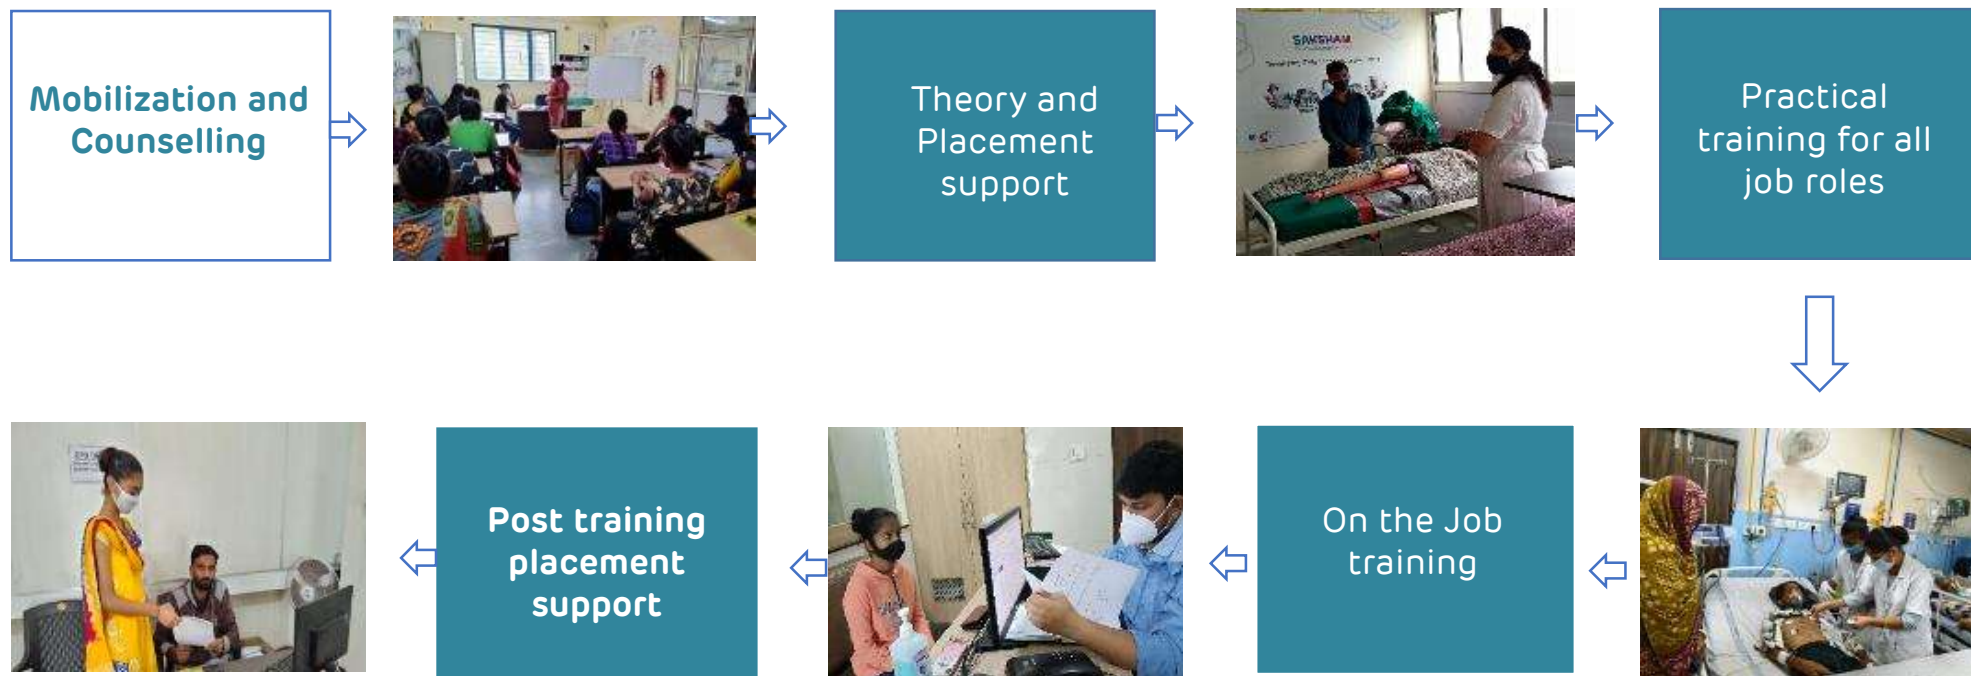 Mobilization and
Counselling
Theory and
Placement
support
SAKSHAM
Practical
training for all
job roles
On the Job
training
Post training
placement
support